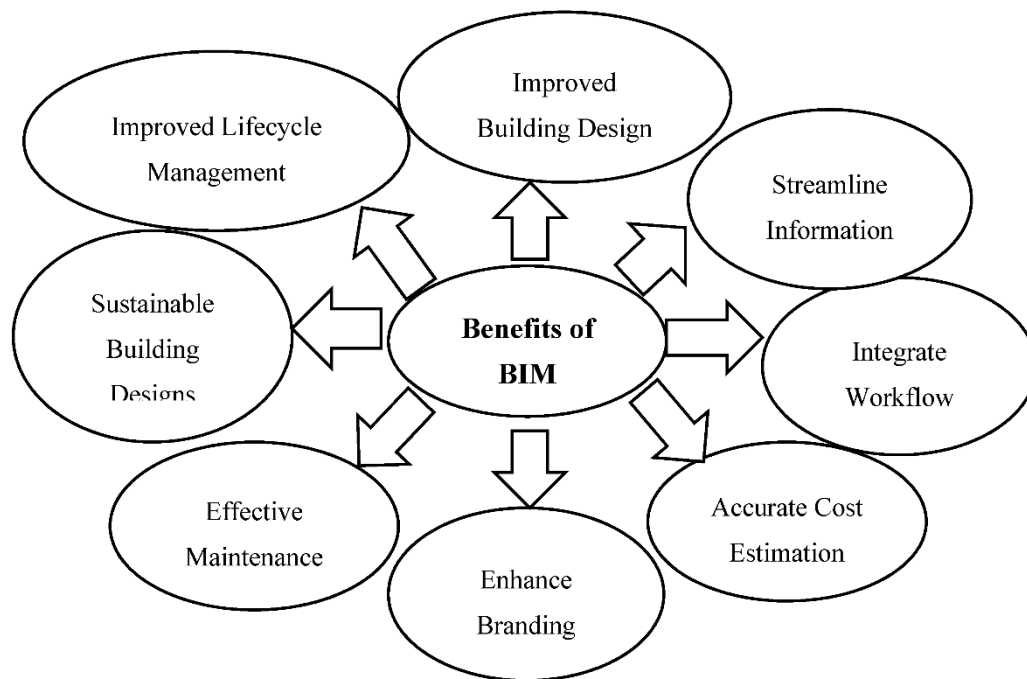 Improved
Building Design
Improved Lifecycle
Management
Streamline
Information
Sustainable
Building
Designs
Benefits of
BIM
Integrate
Workflow
Effective
Maintenance
Accurate Cost
Estimation
Enhance
Branding